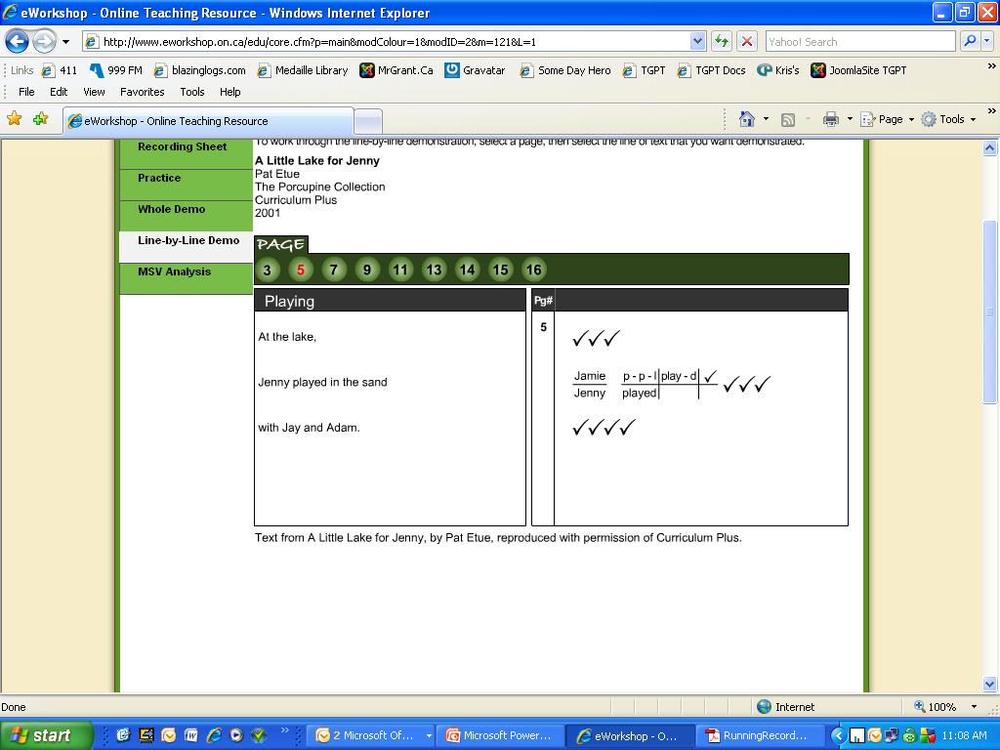 eWorkshop - Online Teaching Resource - Windows Internet Explorer
http://www.eworkshop.on.ca/edu/core.cfm?p=main&modColour=1&modID=2&m=121&L=1
Yahoo! Search
Links 411 999 FM blazinglogs.com Medaille Library MrGrant.Ca Gravatar Some Day Hero TGPT TGPT Docs Kris's JoomlaSite TGPT »
File Edit View Favorites Tools Help
eWorkshop - Online Teaching Resource
Page Tools »
To work through the line-by-line demonstration, select a page, then select the line of text that you want demonstrated.
Recording Sheet
Practice
Whole Demo
Line-by-Line Demo
MSV Analysis
A Little Lake for Jenny
Pat Etue
The Porcupine Collection
Curriculum Plus
2001
PAGE
3 5 7 9 11 13 14 15 16
Playing
Pg#
5
At the lake,
✓✓✓
Jenny played in the sand
Jamie p - p - l play - d ✓ ✓✓✓
Jenny played
with Jay and Adam.
✓✓✓✓
Text from A Little Lake for Jenny, by Pat Etue, reproduced with permission of Curriculum Plus.
Done Internet 100%
start » 2 Microsoft Of... Microsoft Power... eWorkshop - O... RunningRecord... 11:08 AM